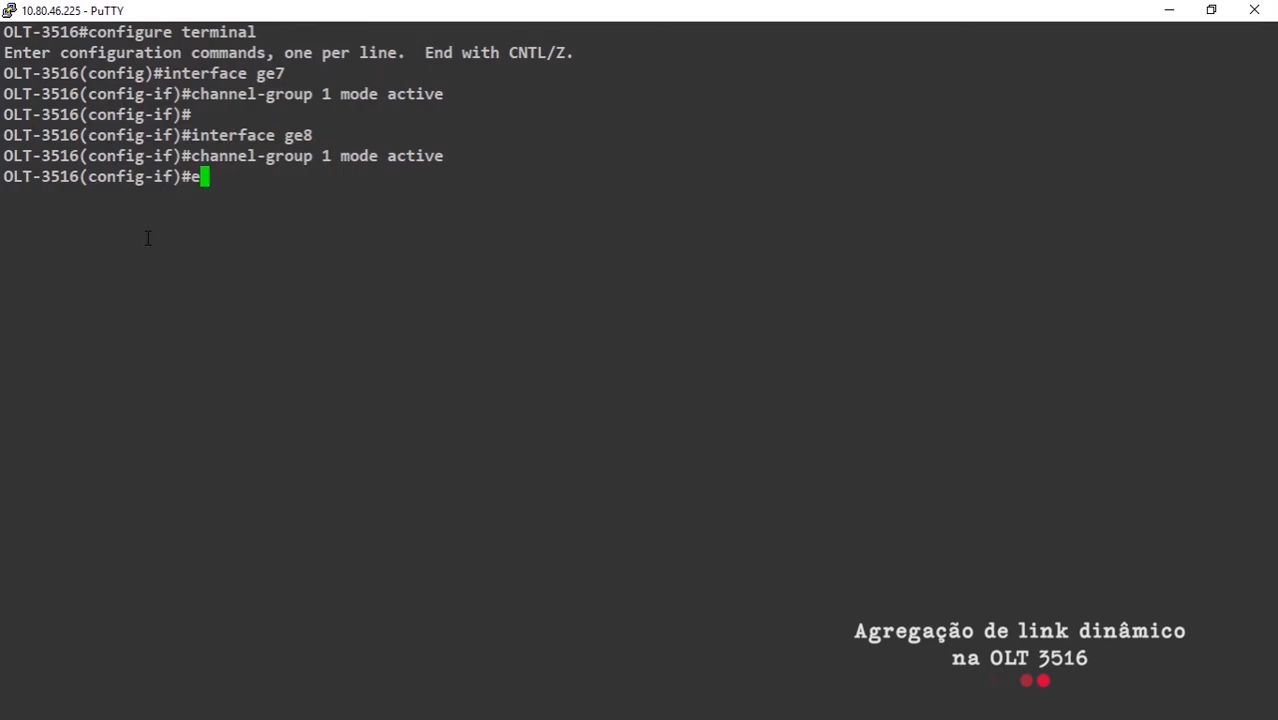 10.80.46.225 - PuTTY
OLT-3516#configure terminal
Enter configuration commands, one per line.  End with CNTL/Z.
OLT-3516(config)#interface ge7
OLT-3516(config-if)#channel-group 1 mode active
OLT-3516(config-if)#
OLT-3516(config-if)#interface ge8
OLT-3516(config-if)#channel-group 1 mode active
OLT-3516(config-if)#e
Agregação de link dinâmico
na OLT 3516